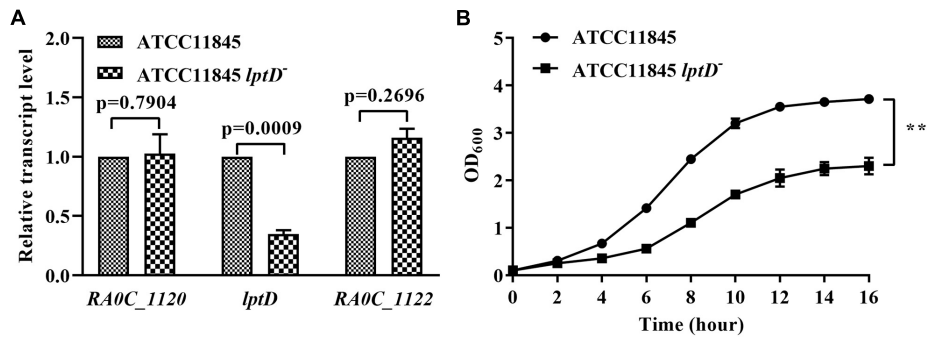 A
ATCC11845
ATCC11845 lptD-
Relative transcript level
2.0
1.5
1.0
0.5
0.0
p=0.7904
p=0.0009
p=0.2696
RA0C_1120
lptD
RA0C_1122
B
ATCC11845
ATCC11845 lptD-
OD600
5
4
3
2
1
0
**
0 2 4 6 8 10 12 14 16
Time (hour)